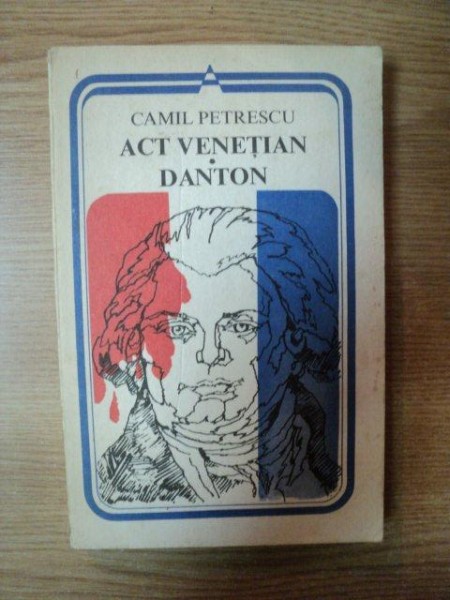 CAMIL PETRESCU
ACT VENEȚIAN
•
DANTON